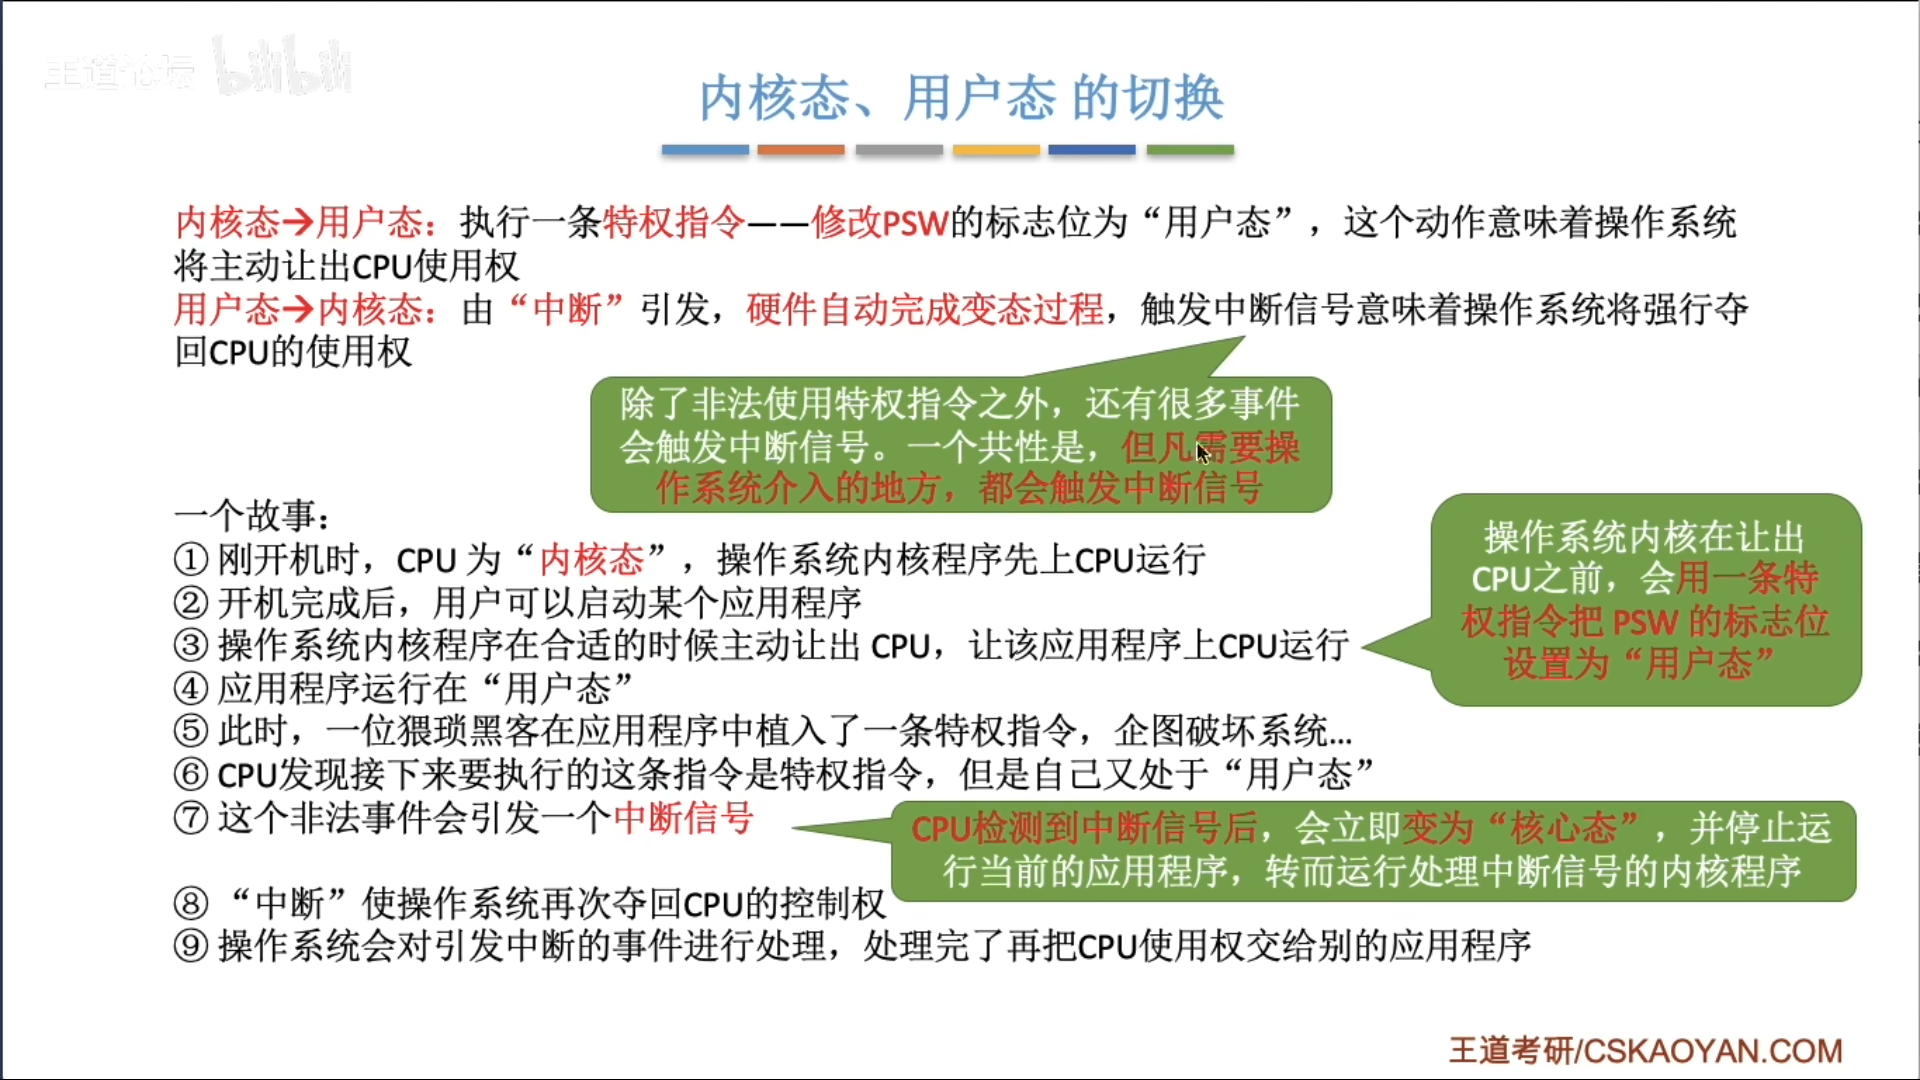 王道论坛 bilibili
内核态、用户态 的切换
内核态→用户态：执行一条特权指令——修改PSW的标志位为“用户态”，这个动作意味着操作系统
将主动让出CPU使用权
用户态→内核态：由“中断”引发，硬件自动完成变态过程，触发中断信号意味着操作系统将强行夺
回CPU的使用权
除了非法使用特权指令之外，还有很多事件
会触发中断信号。一个共性是，但凡需要操
作系统介入的地方，都会触发中断信号
一个故事：
① 刚开机时，CPU 为“内核态”，操作系统内核程序先上CPU运行
② 开机完成后，用户可以启动某个应用程序
③ 操作系统内核程序在合适的时候主动让出 CPU，让该应用程序上CPU运行
操作系统内核在让出
CPU之前，会用一条特
权指令把 PSW 的标志位
设置为“用户态”
④ 应用程序运行在“用户态”
⑤ 此时，一位猥琐黑客在应用程序中植入了一条特权指令，企图破坏系统...
⑥ CPU发现接下来要执行的这条指令是特权指令，但是自己又处于“用户态”
⑦ 这个非法事件会引发一个中断信号
CPU检测到中断信号后，会立即变为“核心态”，并停止运
行当前的应用程序，转而运行处理中断信号的内核程序
⑧ “中断”使操作系统再次夺回CPU的控制权
⑨ 操作系统会对引发中断的事件进行处理，处理完了再把CPU使用权交给别的应用程序
王道考研/CSKAOYAN.COM